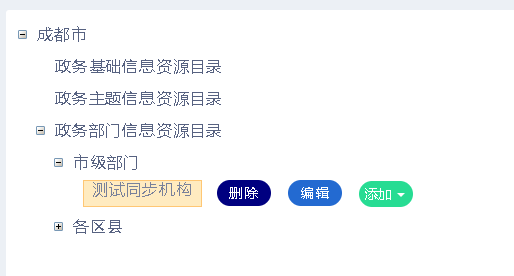 成都市
政务基础信息资源目录
政务主题信息资源目录
政务部门信息资源目录
市级部门
测试同步机构 删除 编辑 添加
各区县